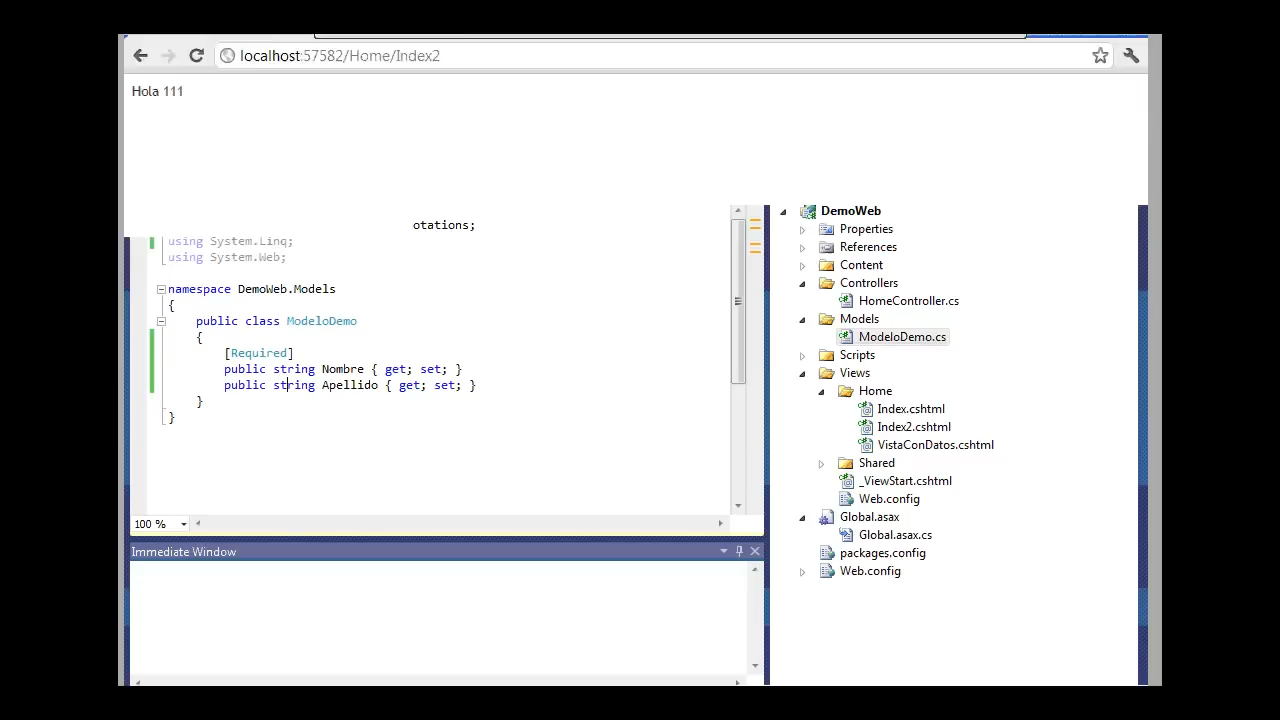 localhost:57582/Home/Index2
Hola 111
otations;
using System.Linq;
using System.Web;
namespace DemoWeb.Models
{
public class ModeloDemo
{
[Required]
public string Nombre { get; set; }
public string Apellido { get; set; }
}
}
100 %
Immediate Window
DemoWeb
Properties
References
Content
Controllers
HomeController.cs
Models
ModeloDemo.cs
Scripts
Views
Home
Index.cshtml
Index2.cshtml
VistaConDatos.cshtml
Shared
_ViewStart.cshtml
Web.config
Global.asax
Global.asax.cs
packages.config
Web.config